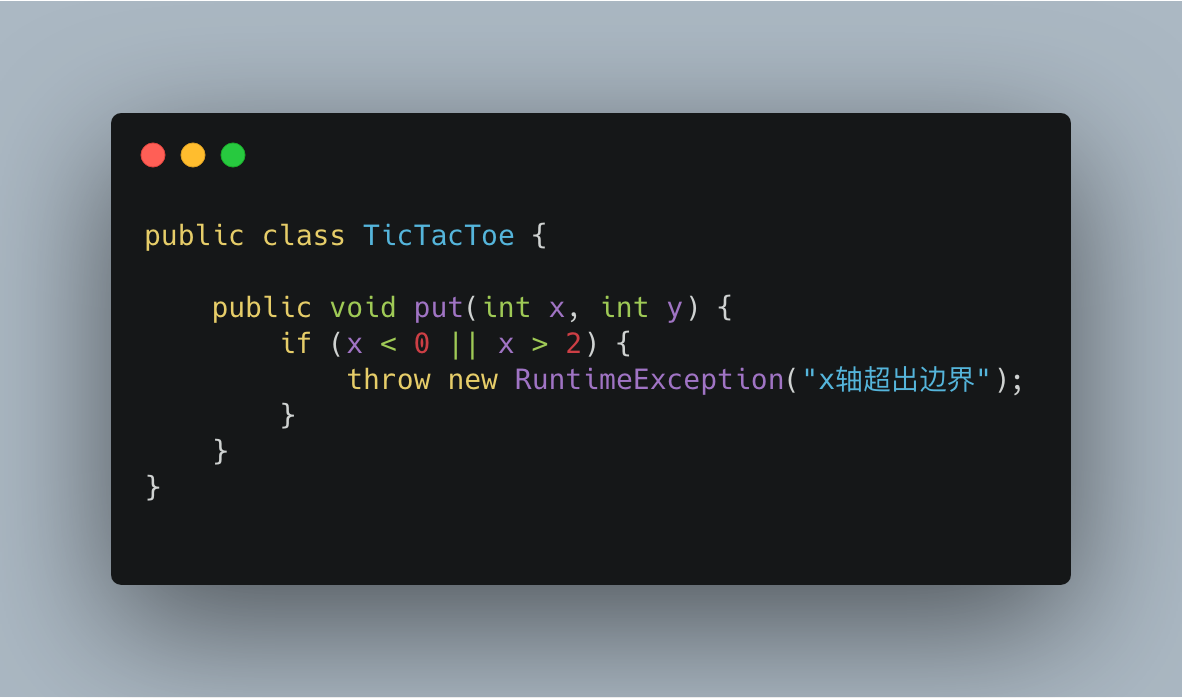 public class TicTacToe {
public void put(int x, int y) {
if (x < 0 || x > 2) {
throw new RuntimeException("x轴超出边界");
}
}
}